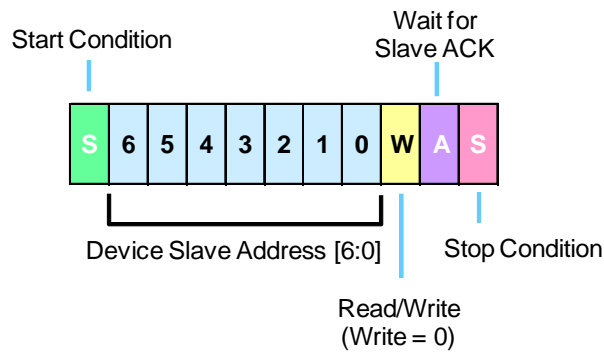 Start Condition
Wait for
Slave ACK
S 6 5 4 3 2 1 0 W A S
Device Slave Address [6:0]
Stop Condition
Read/Write
(Write = 0)